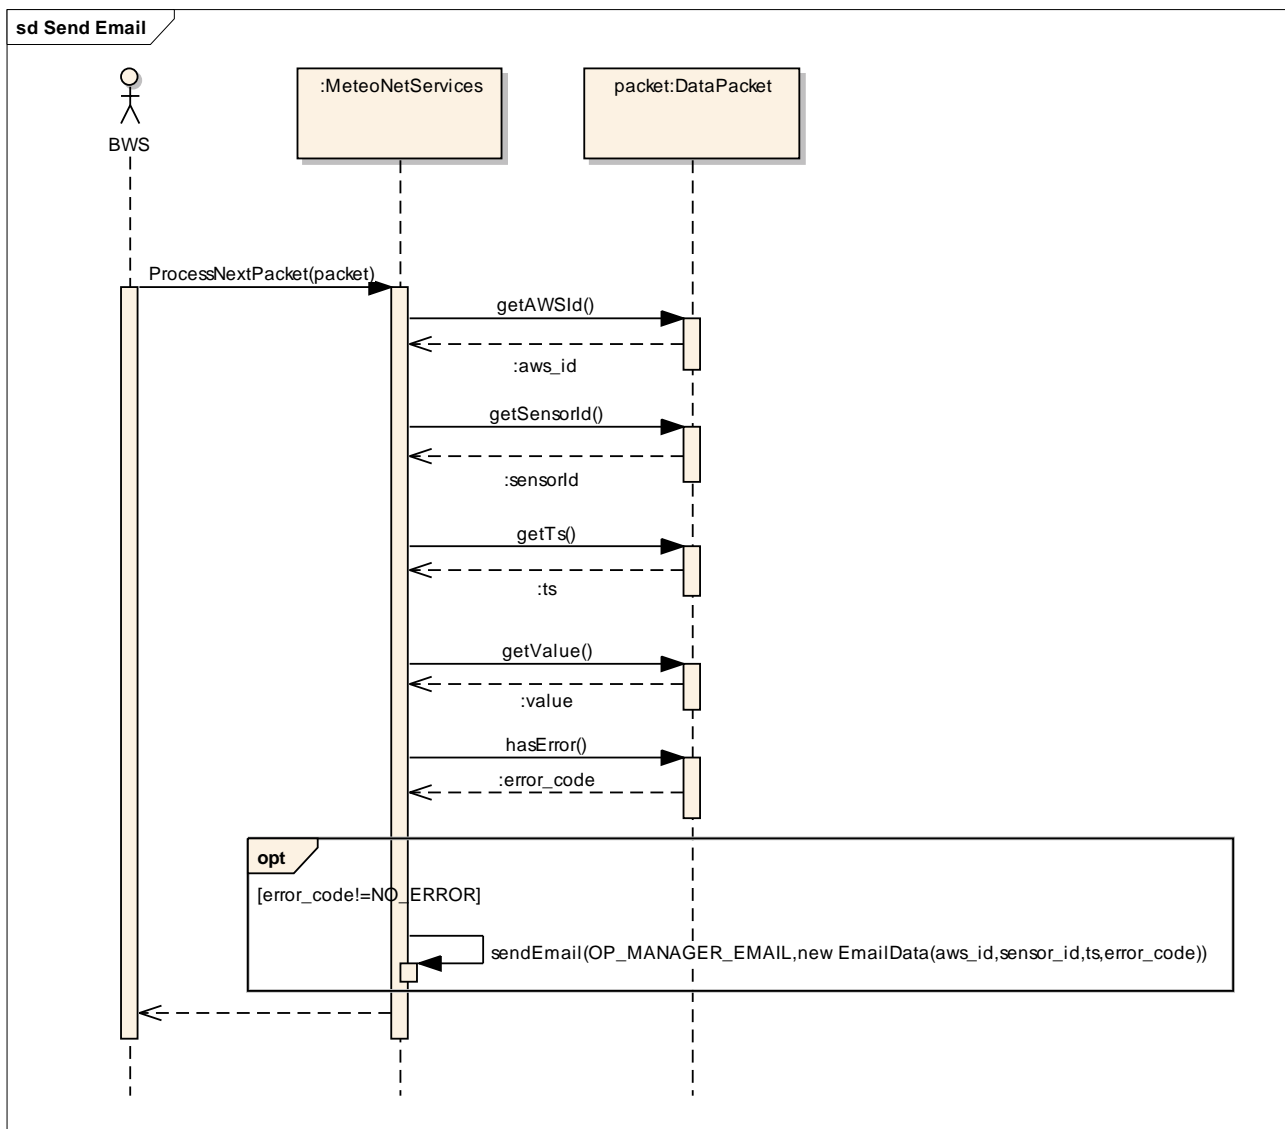 sd Send Email
BWS
:MeteoNetServices
packet:DataPacket
ProcessNextPacket(packet)
getAWSId()
:aws_id
getSensorId()
:sensorId
getTs()
:ts
getValue()
:value
hasError()
:error_code
opt
[error_code!=NO_ERROR]
sendEmail(OP_MANAGER_EMAIL,new EmailData(aws_id,sensor_id,ts,error_code))